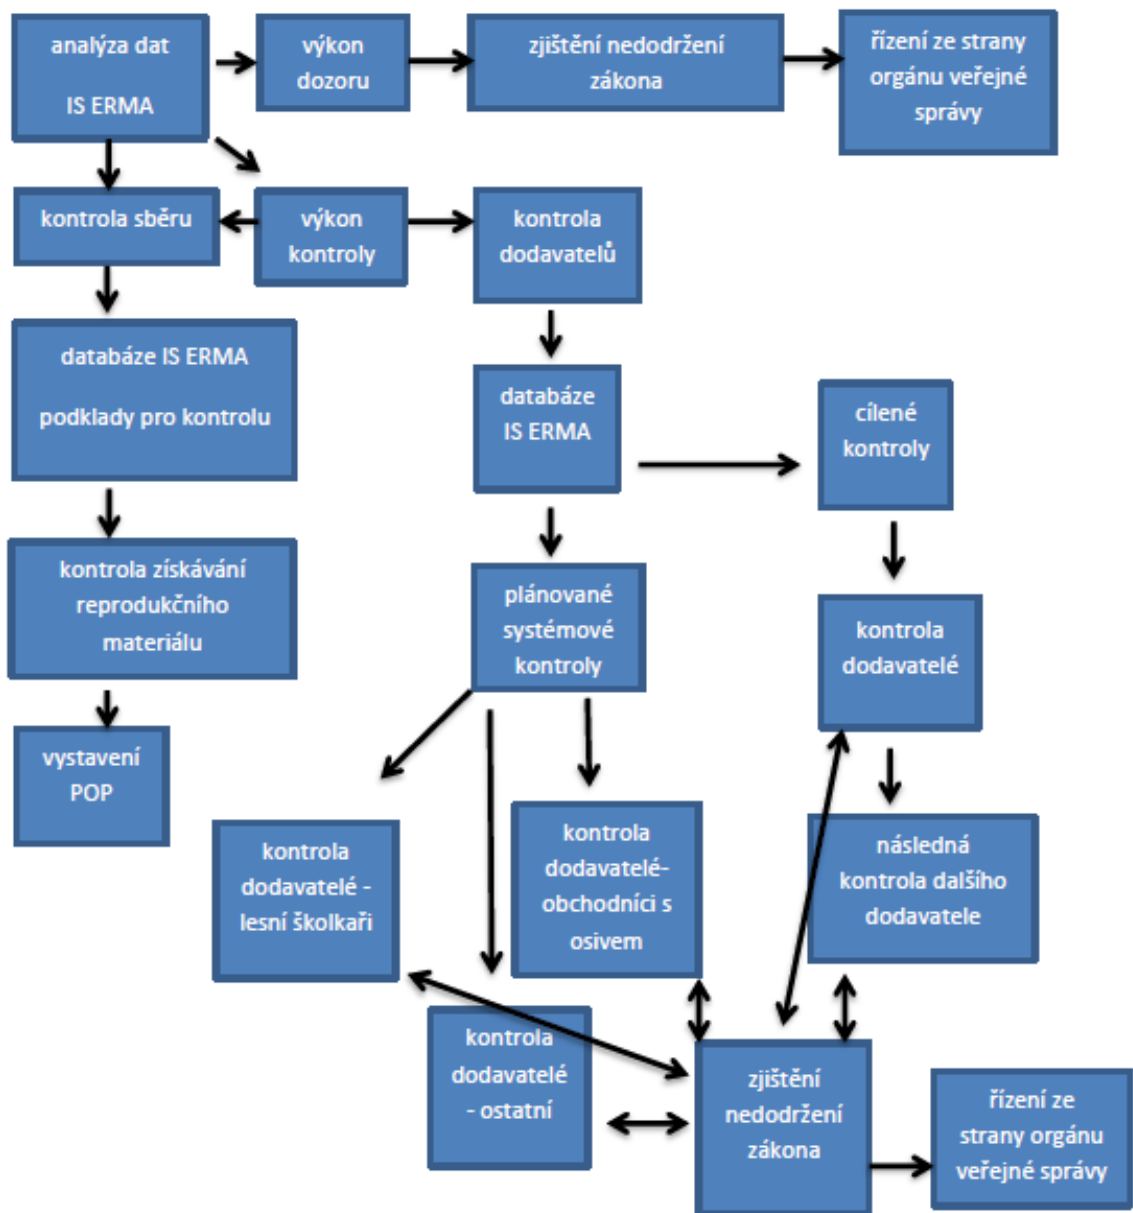 analýza dat
IS ERMA
výkon
dozoru
zjištění nedodržení
zákona
řízení ze strany
orgánu veřejné
správy
kontrola sběru
výkon
kontroly
kontrola
dodavatelů
databáze IS ERMA
podklady pro kontrolu
databáze
IS ERMA
cílené
kontroly
kontrola získávání
reprodukčního
materiálu
plánované
systémové
kontroly
kontrola
dodavatelé
vystavení
POP
kontrola
dodavatelé -
lesní školkaři
kontrola
dodavatelé-
obchodníci s
osivem
následná
kontrola dalšího
dodavatele
kontrola
dodavatelé
- ostatní
zjištění
nedodržení
zákona
řízení ze
strany orgánu
veřejné správy